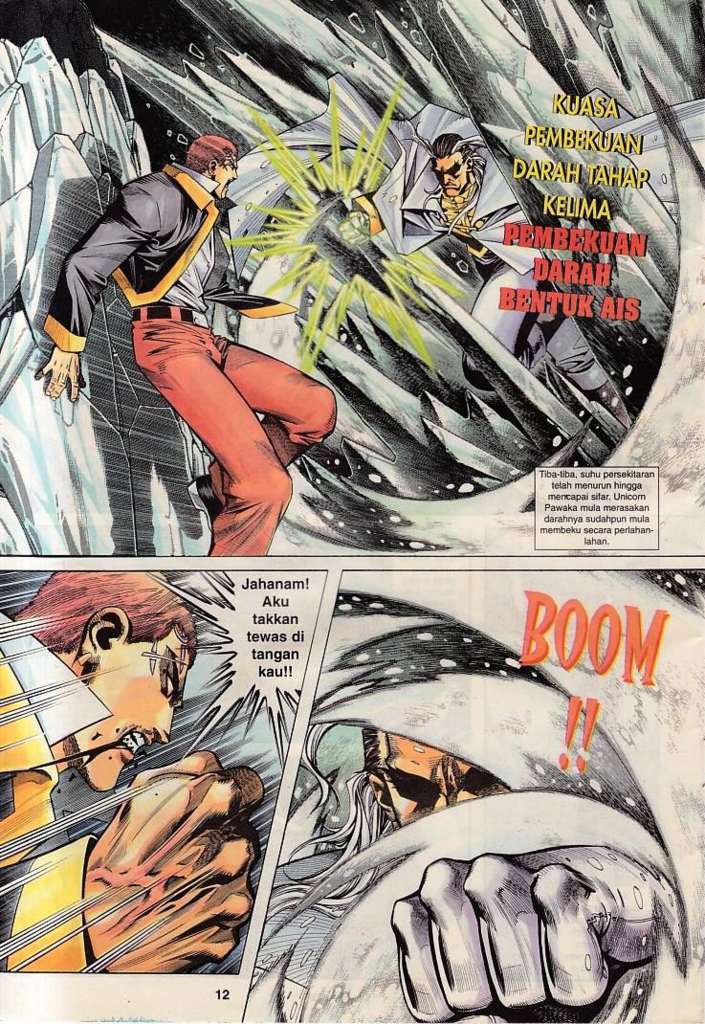 KUASA
PEMBEKUAN
DARAH TAHAP
KELIMA
PEMBEKUAN
DARAH
BENTUK AIS
Tiba-tiba, suhu persekitaran
telah menurun hingga
mencapai sifar. Unicorn
Pawaka mula merasakan
darahnya sudahpun mula
membeku secara perlahan-
lahan.
Jahanam!
Aku
takkan
tewas di
tangan
kau!!
BOOM
!!
12